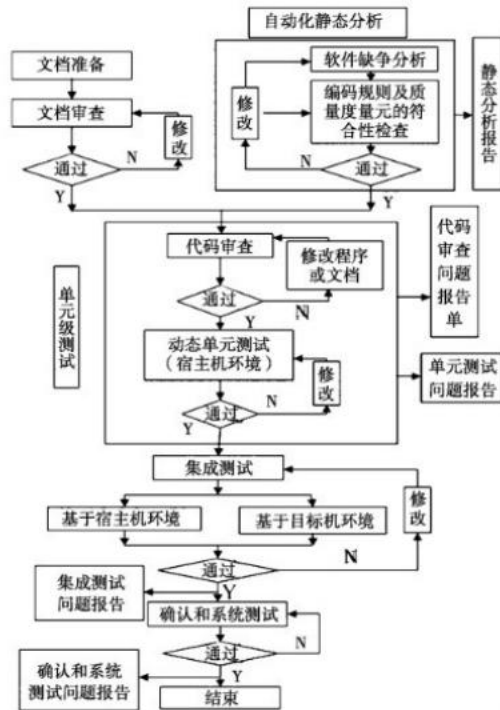 自动化静态分析
文档准备
文档审查
修改
通过
N
Y
软件缺争分析
编码规则及质
量度量元的符
合性检查
修改
通过
N
Y
静态分析报告
单元级测试
代码审查
修改程序
或文档
通过
N
Y
动态单元测试
(宿主机环境)
修改
通过
N
Y
代码
审查
问题
报告
单
单元测试
问题报告
集成测试
修改
基于宿主机环境
基于目标机环境
通过
N
Y
集成测试
问题报告
确认和系统测试
通过
N
Y
确认和系统
测试问题报告
结束